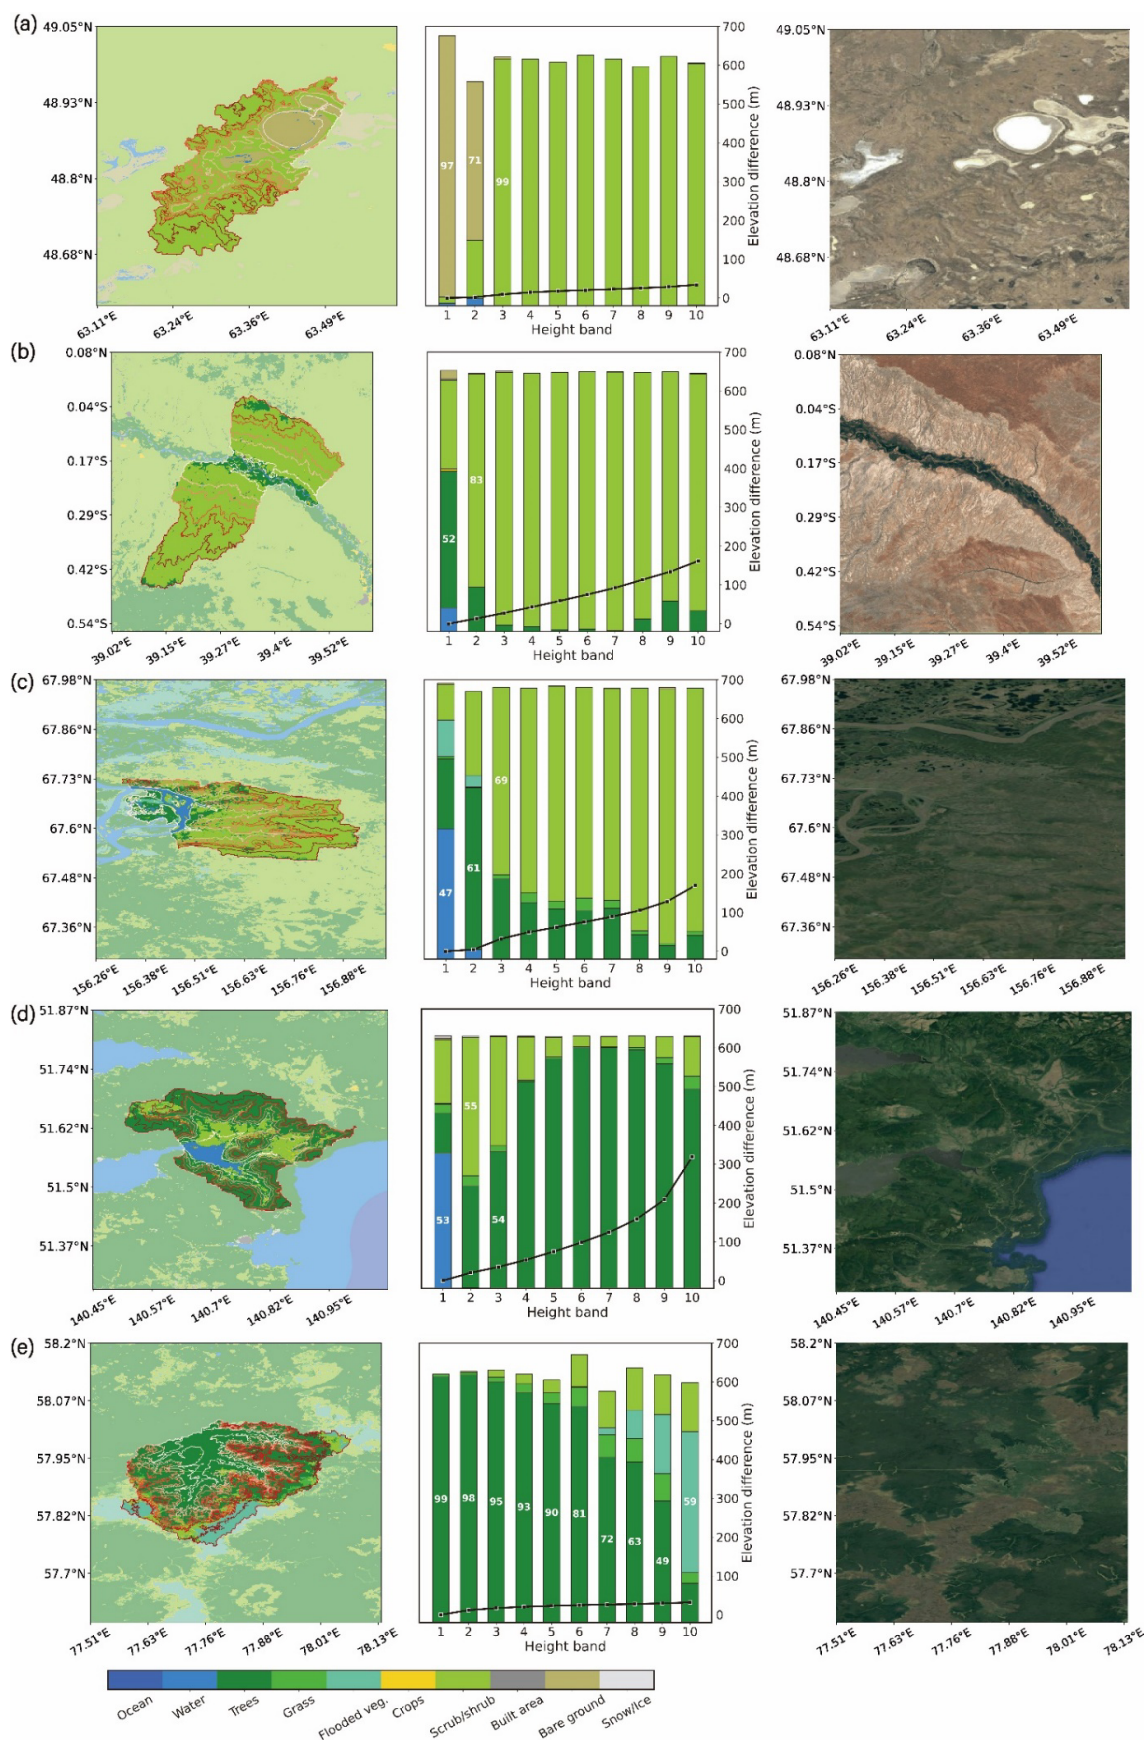 (a)
49.05°N
48.93°N
48.8°N
48.68°N
63.11°E
63.24°E
63.36°E
63.49°E
97
71
99
700
600
500
400
300
200
100
0
Elevation difference (m)
1 2 3 4 5 6 7 8 9 10
Height band
49.05°N
48.93°N
48.8°N
48.68°N
63.11°E
63.24°E
63.36°E
63.49°E
(b)
0.08°N
0.04°S
0.17°S
0.29°S
0.42°S
0.54°S
39.02°E
39.15°E
39.27°E
39.4°E
39.52°E
52
83
700
600
500
400
300
200
100
0
Elevation difference (m)
1 2 3 4 5 6 7 8 9 10
Height band
0.08°N
0.04°S
0.17°S
0.29°S
0.42°S
0.54°S
39.02°E
39.15°E
39.27°E
39.4°E
39.52°E
(c)
67.98°N
67.86°N
67.73°N
67.6°N
67.48°N
67.36°N
156.26°E
156.38°E
156.51°E
156.63°E
156.76°E
156.88°E
47
61
69
700
600
500
400
300
200
100
0
Elevation difference (m)
1 2 3 4 5 6 7 8 9 10
Height band
67.98°N
67.86°N
67.73°N
67.6°N
67.48°N
67.36°N
156.26°E
156.38°E
156.51°E
156.63°E
156.76°E
156.88°E
(d)
51.87°N
51.74°N
51.62°N
51.5°N
51.37°N
140.45°E
140.57°E
140.7°E
140.82°E
140.95°E
53
55
54
700
600
500
400
300
200
100
0
Elevation difference (m)
1 2 3 4 5 6 7 8 9 10
Height band
51.87°N
51.74°N
51.62°N
51.5°N
51.37°N
140.45°E
140.57°E
140.7°E
140.82°E
140.95°E
(e)
58.2°N
58.07°N
57.95°N
57.82°N
57.7°N
77.51°E
77.63°E
77.76°E
77.88°E
78.01°E
78.13°E
99
98
95
93
90
81
72
63
49
59
700
600
500
400
300
200
100
0
Elevation difference (m)
1 2 3 4 5 6 7 8 9 10
Height band
58.2°N
58.07°N
57.95°N
57.82°N
57.7°N
77.51°E
77.63°E
77.76°E
77.88°E
78.01°E
78.13°E
Ocean
Water
Trees
Grass
Flooded veg.
Crops
Scrub/shrub
Built area
Bare ground
Snow/Ice